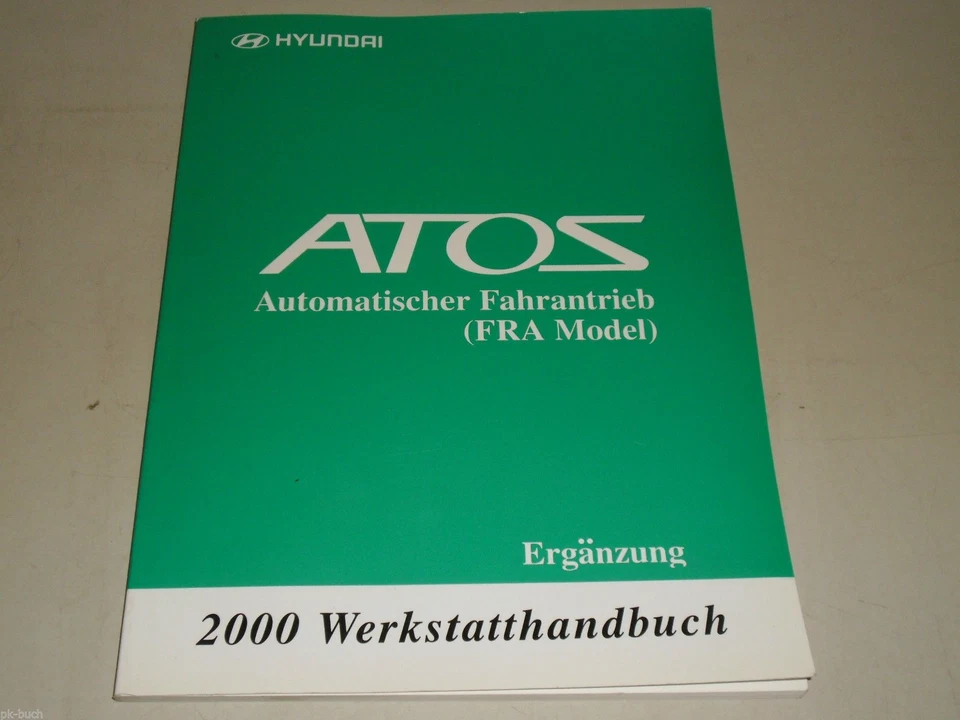 HYUNDAI
ATOS
Automatischer Fahrantrieb
(FRA Model)
Ergänzung
2000 Werkstatthandbuch
pk-buch